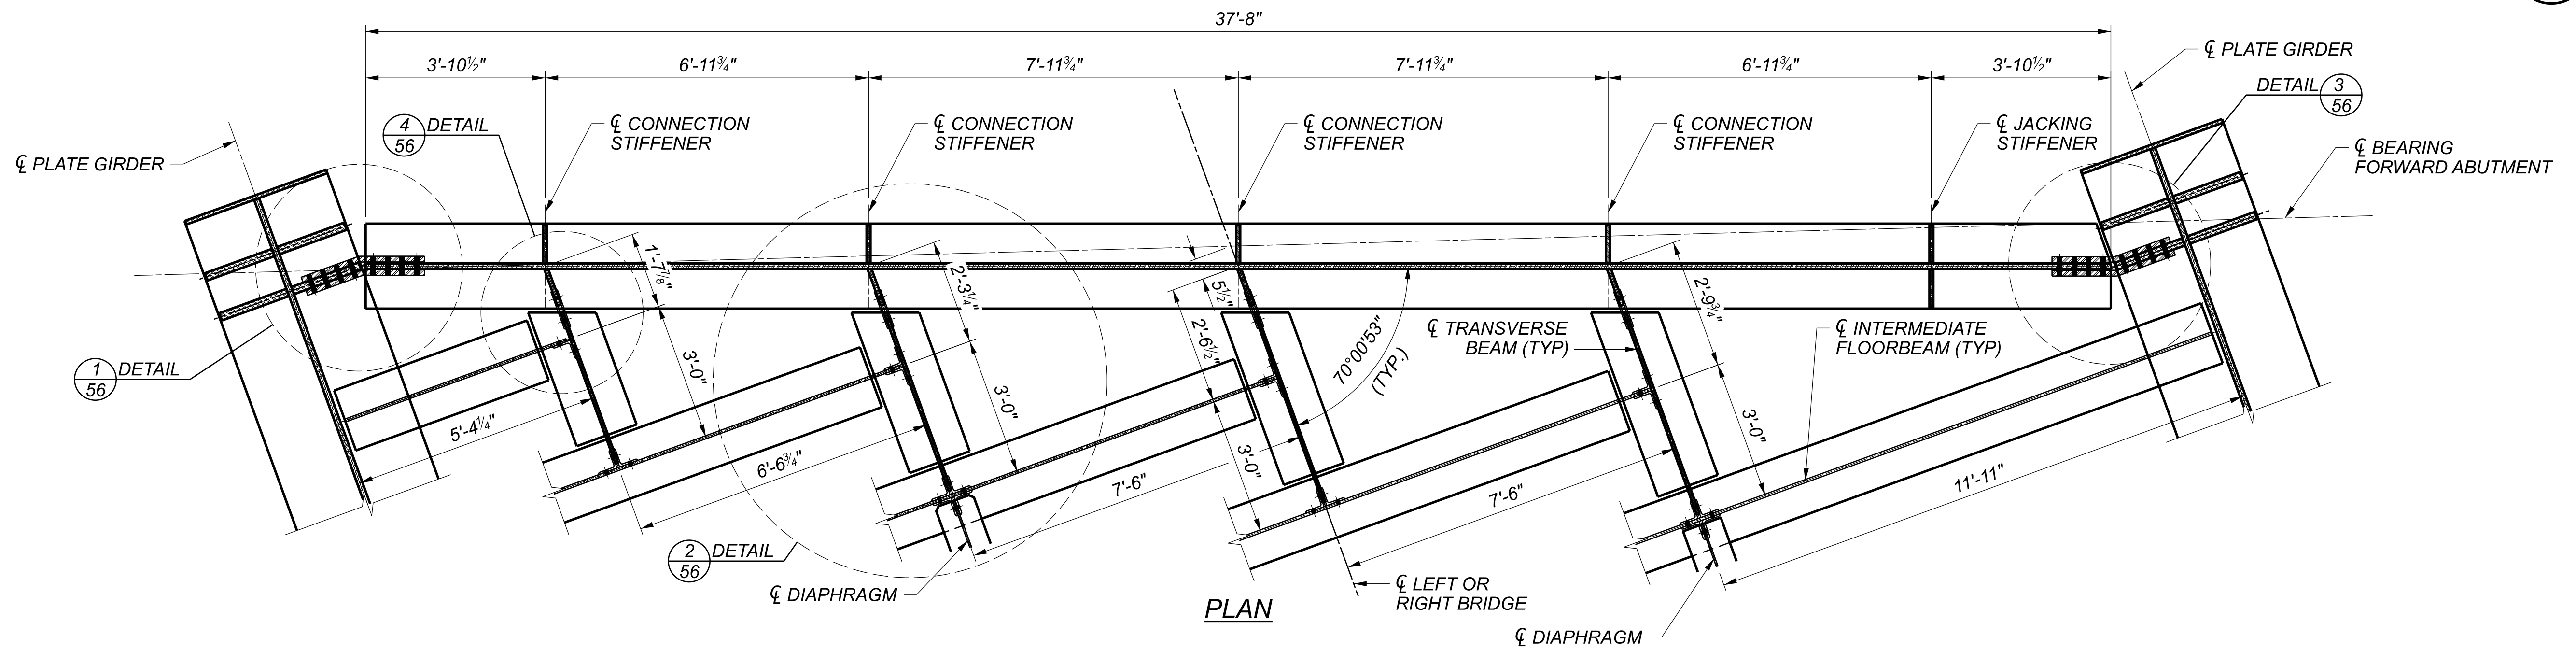 37'-8"
3'-10½"
6'-11¾"
7'-11¾"
7'-11¾"
6'-11¾"
3'-10½"
℄ PLATE GIRDER
DETAIL 3
56
4 DETAIL
56
℄ CONNECTION
STIFFENER
℄ CONNECTION
STIFFENER
℄ CONNECTION
STIFFENER
℄ CONNECTION
STIFFENER
℄ JACKING
STIFFENER
℄ BEARING
FORWARD ABUTMENT
℄ PLATE GIRDER
1'-7⅞"
2'-3¼"
5½"
2'-9¾"
2'-6½"
70°00'53"
(TYP.)
℄ TRANSVERSE
BEAM (TYP)
℄ INTERMEDIATE
FLOORBEAM (TYP)
1 DETAIL
56
3'-0"
3'-0"
3'-0"
3'-0"
5'-4¼"
6'-6¾"
7'-6"
7'-6"
11'-11"
2 DETAIL
56
℄ DIAPHRAGM
℄ LEFT OR
RIGHT BRIDGE
PLAN
℄ DIAPHRAGM